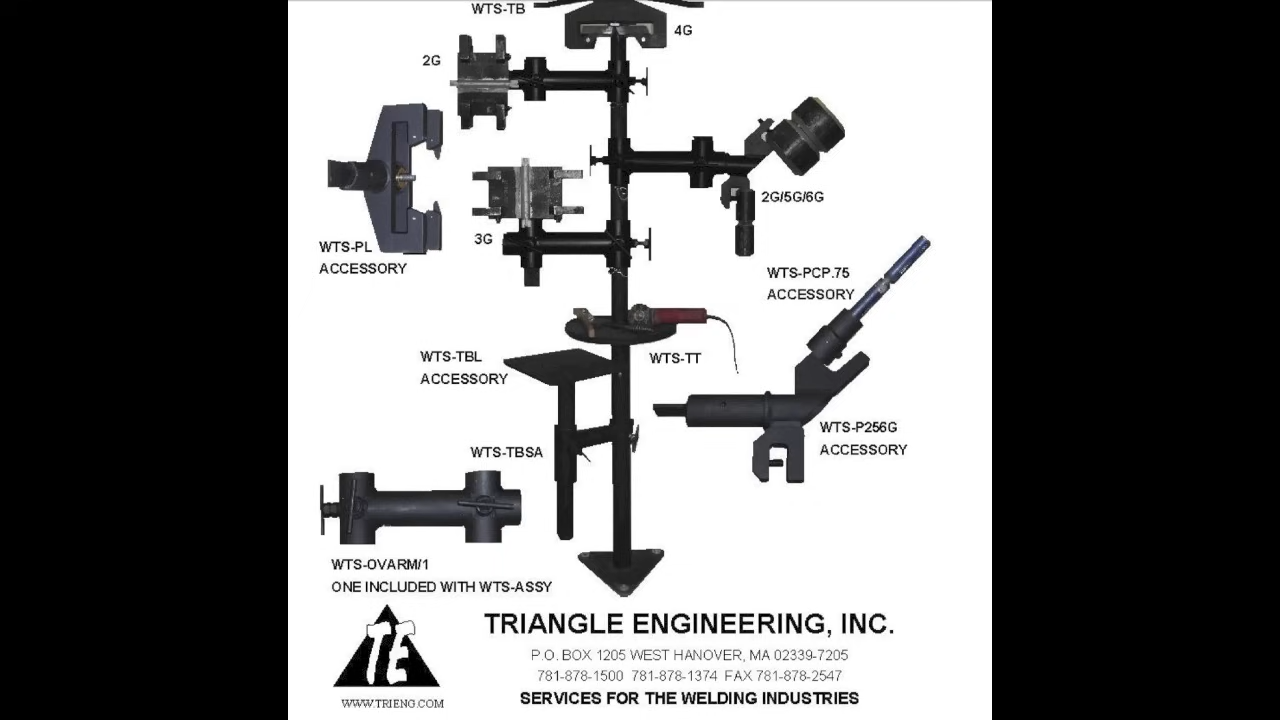 WTS-TB
4G
2G
2G/5G/6G
3G
WTS-PL
ACCESSORY
WTS-PCP.75
ACCESSORY
WTS-TBL
ACCESSORY
WTS-TT
WTS-P256G
ACCESSORY
WTS-TBSA
WTS-OVARM/1
ONE INCLUDED WITH WTS-ASSY
TE
WWW.TRIENG.COM
TRIANGLE ENGINEERING, INC.
P.O. BOX 1205 WEST HANOVER, MA 02339-7205
781-878-1500 781-878-1374 FAX 781-878-2547
SERVICES FOR THE WELDING INDUSTRIES